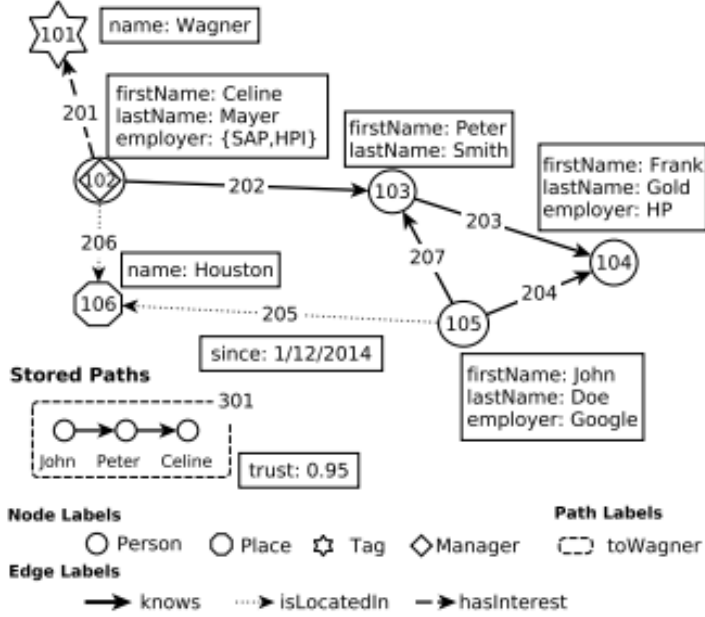 101
name: Wagner
201
firstName: Celine
lastName: Mayer
employer: {SAP,HPI}
firstName: Peter
lastName: Smith
firstName: Frank
lastName: Gold
employer: HP
102
202
103
203
206
207
104
name: Houston
204
106
205
105
since: 1/12/2014
firstName: John
lastName: Doe
employer: Google
Stored Paths
301
John Peter Celine
trust: 0.95
Node Labels
Person Place Tag Manager
Path Labels
toWagner
Edge Labels
knows isLocatedIn hasInterest